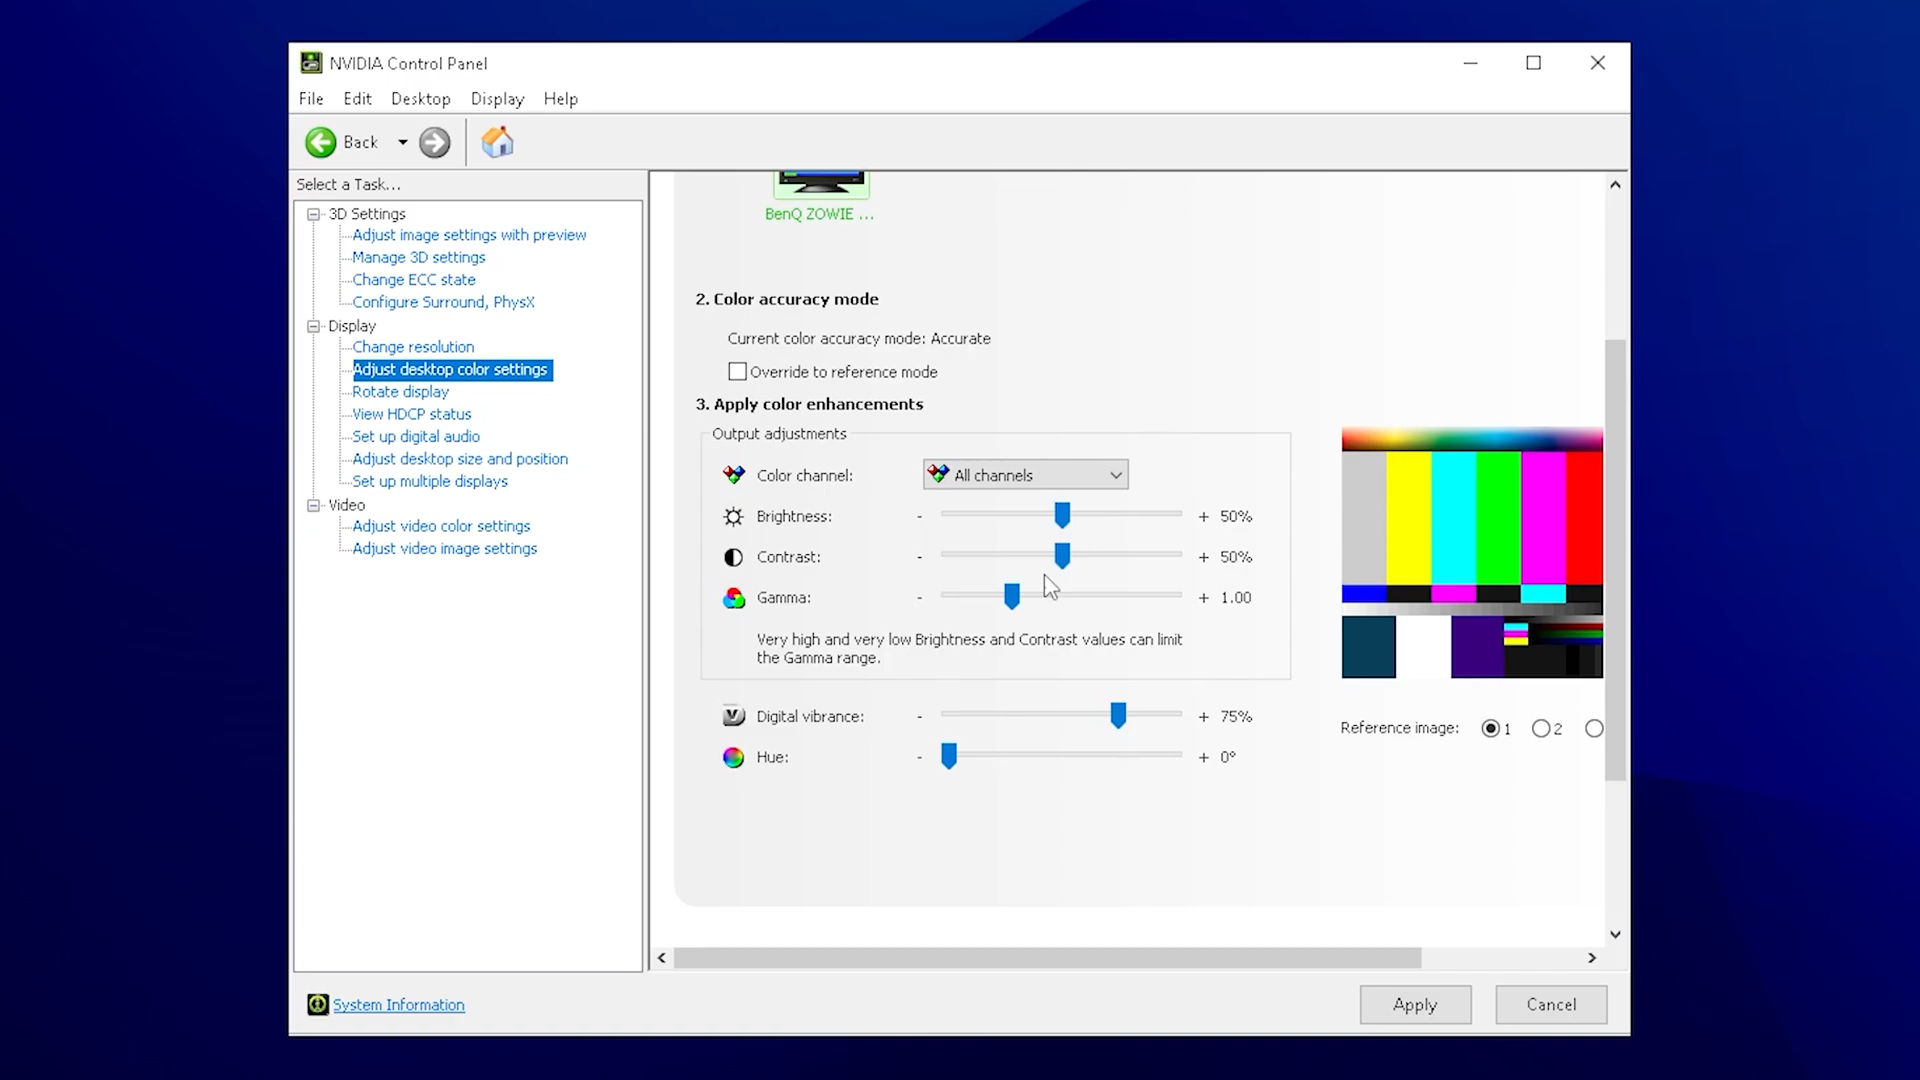 NVIDIA Control Panel
File Edit Desktop Display Help
Back
Select a Task...
3D Settings
Adjust image settings with preview
Manage 3D settings
Change ECC state
Configure Surround, PhysX
Display
Change resolution
Adjust desktop color settings
Rotate display
View HDCP status
Set up digital audio
Adjust desktop size and position
Set up multiple displays
Video
Adjust video color settings
Adjust video image settings
BenQ ZOWIE ...
2. Color accuracy mode
Current color accuracy mode: Accurate
Override to reference mode
3. Apply color enhancements
Output adjustments
Color channel: All channels
Brightness: - + 50%
Contrast: - + 50%
Gamma: - + 1.00
Very high and very low Brightness and Contrast values can limit
the Gamma range.
Digital vibrance: - + 75%
Hue: - + 0°
Reference image: 1 2
System Information
Apply Cancel